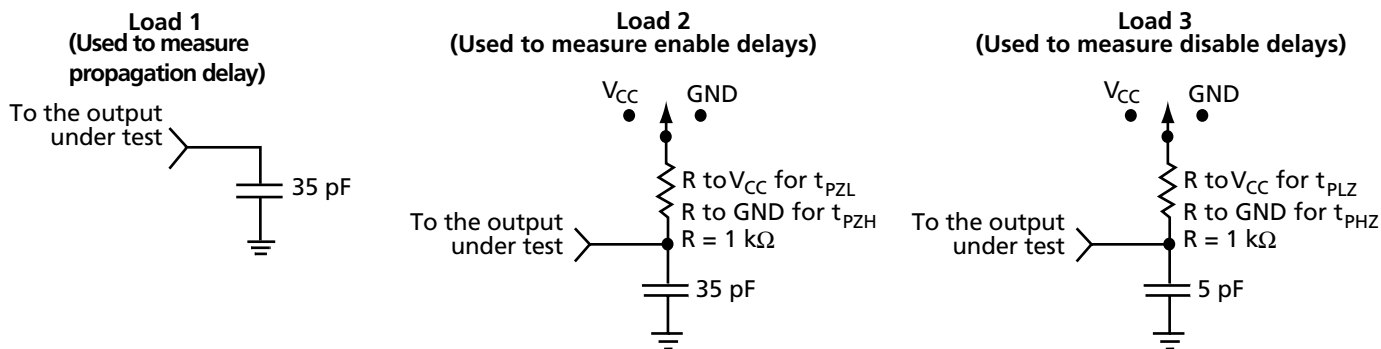 Load 1
(Used to measure
propagation delay)
To the output
under test
35 pF
Load 2
(Used to measure enable delays)
VCC
GND
R to VCC for tPZL
R to GND for tPZH
R = 1 kΩ
To the output
under test
35 pF
Load 3
(Used to measure disable delays)
VCC
GND
R to VCC for tPLZ
R to GND for tPHZ
R = 1 kΩ
To the output
under test
5 pF